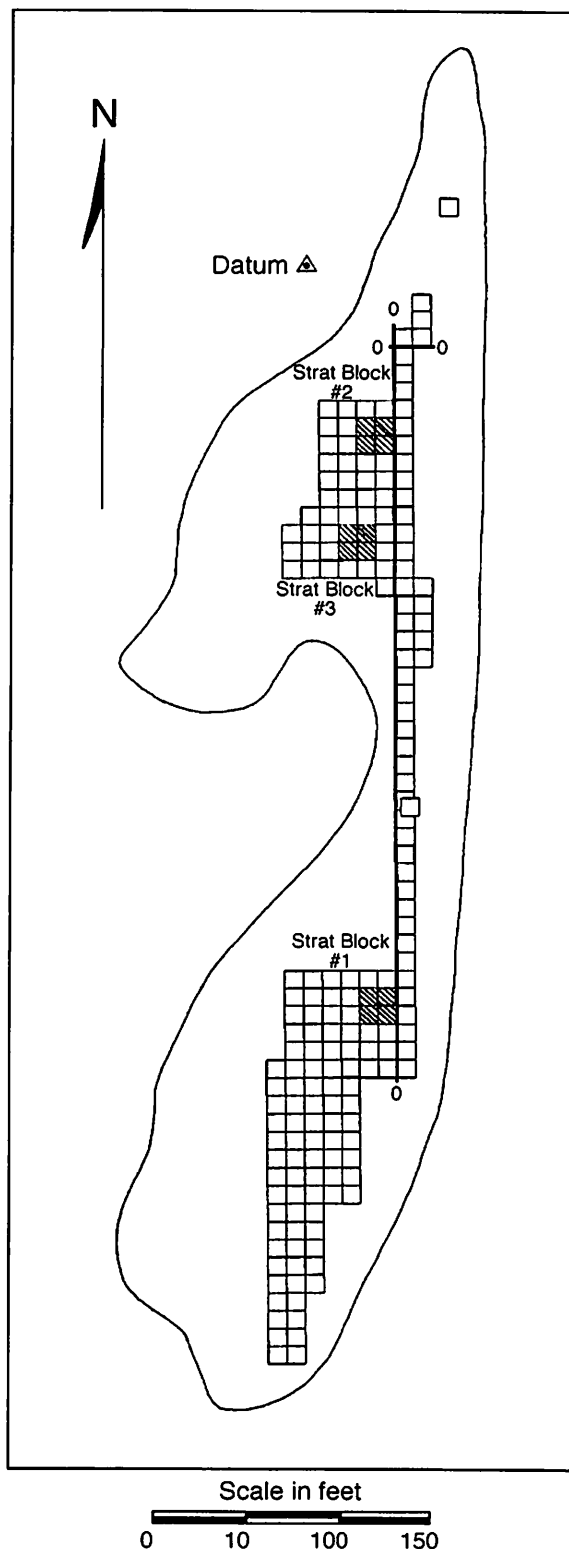 N
Datum
0
0 0
Strat Block
#2
Strat Block
#3
Strat Block
#1
0
Scale in feet
0 10 100 150